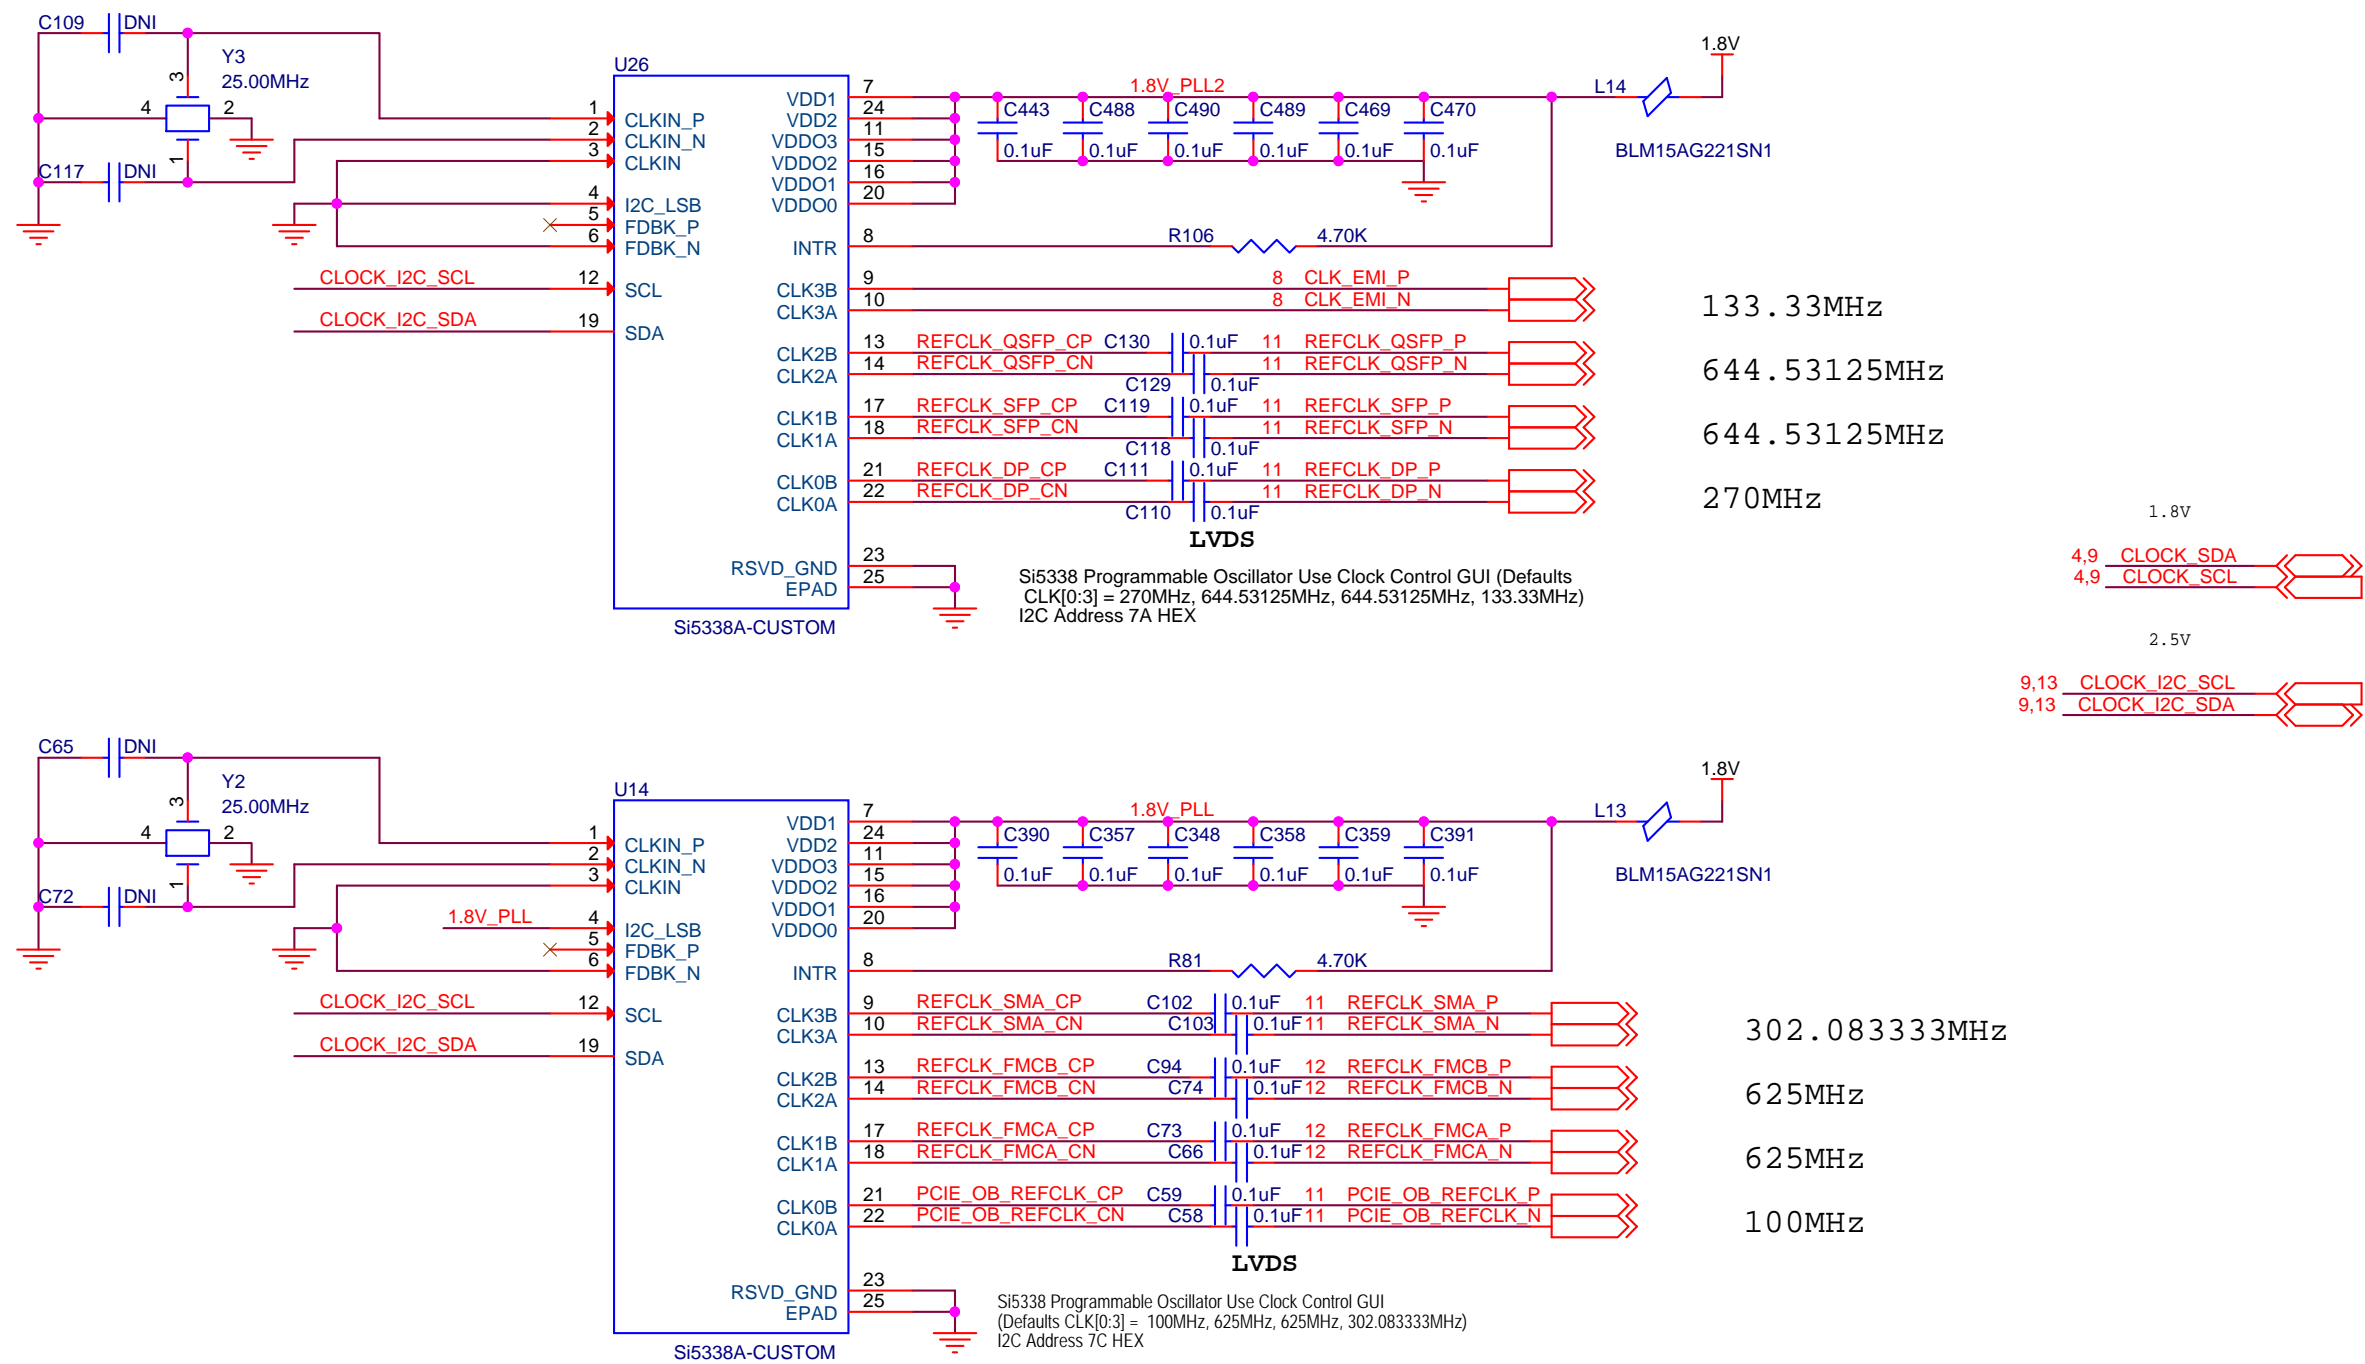 C109 DNI
Y3
25.00MHz
3
4 2
1
C117 DNI
U26
1 CLKIN_P
2 CLKIN_N
3 CLKIN
4 I2C_LSB
5 FDBK_P
6 FDBK_N
CLOCK_I2C_SCL 12 SCL
CLOCK_I2C_SDA 19 SDA
VDD1 7
VDD2 24
VDDO3 11
VDDO2 15
VDDO1 16
VDDO0 20
INTR 8
CLK3B 9
CLK3A 10
CLK2B 13
CLK2A 14
CLK1B 17
CLK1A 18
CLK0B 21
CLK0A 22
RSVD_GND 23
EPAD 25
Si5338A-CUSTOM
1.8V_PLL2
C443 C488 C490 C489 C469 C470
0.1uF 0.1uF 0.1uF 0.1uF 0.1uF 0.1uF
L14
1.8V
BLM15AG221SN1
R106 4.70K
8 CLK_EMI_P
8 CLK_EMI_N
133.33MHz
REFCLK_QSFP_CP C130 0.1uF 11 REFCLK_QSFP_P
REFCLK_QSFP_CN C129 0.1uF 11 REFCLK_QSFP_N
644.53125MHz
REFCLK_SFP_CP C119 0.1uF 11 REFCLK_SFP_P
REFCLK_SFP_CN C118 0.1uF 11 REFCLK_SFP_N
644.53125MHz
REFCLK_DP_CP C111 0.1uF 11 REFCLK_DP_P
REFCLK_DP_CN C110 0.1uF 11 REFCLK_DP_N
270MHz
LVDS
Si5338 Programmable Oscillator Use Clock Control GUI (Defaults
CLK[0:3] = 270MHz, 644.53125MHz, 644.53125MHz, 133.33MHz)
I2C Address 7A HEX
1.8V
4,9 CLOCK_SDA
4,9 CLOCK_SCL
2.5V
9,13 CLOCK_I2C_SCL
9,13 CLOCK_I2C_SDA
C65 DNI
Y2
25.00MHz
3
4 2
1
C72 DNI
U14
1 CLKIN_P
2 CLKIN_N
3 CLKIN
1.8V_PLL 4 I2C_LSB
5 FDBK_P
6 FDBK_N
CLOCK_I2C_SCL 12 SCL
CLOCK_I2C_SDA 19 SDA
VDD1 7
VDD2 24
VDDO3 11
VDDO2 15
VDDO1 16
VDDO0 20
INTR 8
CLK3B 9
CLK3A 10
CLK2B 13
CLK2A 14
CLK1B 17
CLK1A 18
CLK0B 21
CLK0A 22
RSVD_GND 23
EPAD 25
Si5338A-CUSTOM
1.8V_PLL
C390 C357 C348 C358 C359 C391
0.1uF 0.1uF 0.1uF 0.1uF 0.1uF 0.1uF
L13
1.8V
BLM15AG221SN1
R81 4.70K
REFCLK_SMA_CP C102 0.1uF 11 REFCLK_SMA_P
REFCLK_SMA_CN C103 0.1uF 11 REFCLK_SMA_N
302.083333MHz
REFCLK_FMCB_CP C94 0.1uF 12 REFCLK_FMCB_P
REFCLK_FMCB_CN C74 0.1uF 12 REFCLK_FMCB_N
625MHz
REFCLK_FMCA_CP C73 0.1uF 12 REFCLK_FMCA_P
REFCLK_FMCA_CN C66 0.1uF 12 REFCLK_FMCA_N
625MHz
PCIE_OB_REFCLK_CP C59 0.1uF 11 PCIE_OB_REFCLK_P
PCIE_OB_REFCLK_CN C58 0.1uF 11 PCIE_OB_REFCLK_N
100MHz
LVDS
Si5338 Programmable Oscillator Use Clock Control GUI
(Defaults CLK[0:3] = 100MHz, 625MHz, 625MHz, 302.083333MHz)
I2C Address 7C HEX